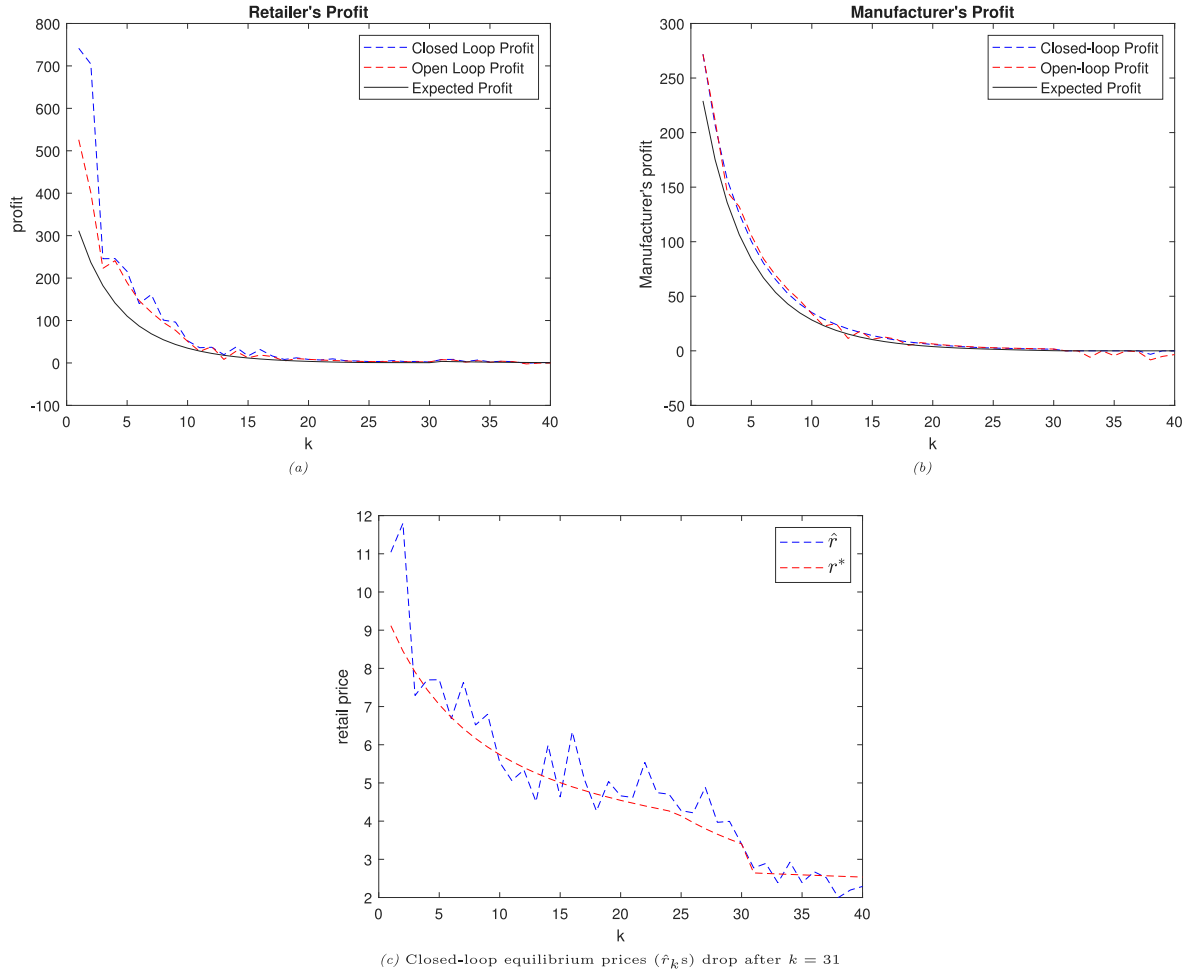 Retailer's Profit
800
700
600
500
400
300
200
100
0
-100
profit
0 5 10 15 20 25 30 35 40
k
Closed Loop Profit
Open Loop Profit
Expected Profit
(a)
Manufacturer's Profit
300
250
200
150
100
50
0
-50
Manufacturer's profit
0 5 10 15 20 25 30 35 40
k
Closed-loop Profit
Open-loop Profit
Expected Profit
(b)
12
11
10
9
8
7
6
5
4
3
2
retail price
0 5 10 15 20 25 30 35 40
k
r̂
r*
(c) Closed-loop equilibrium prices (r̂ₖs) drop after k = 31